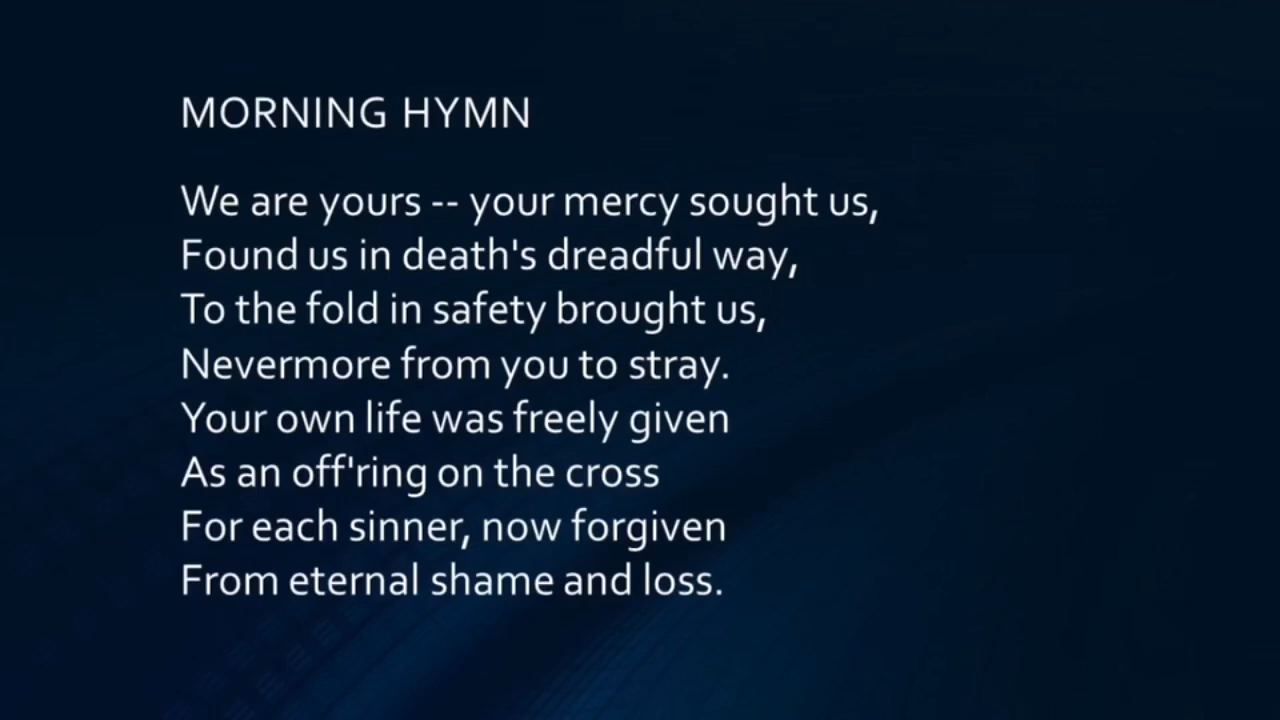 MORNING HYMN
We are yours -- your mercy sought us,
Found us in death's dreadful way,
To the fold in safety brought us,
Nevermore from you to stray.
Your own life was freely given
As an off'ring on the cross
For each sinner, now forgiven
From eternal shame and loss.